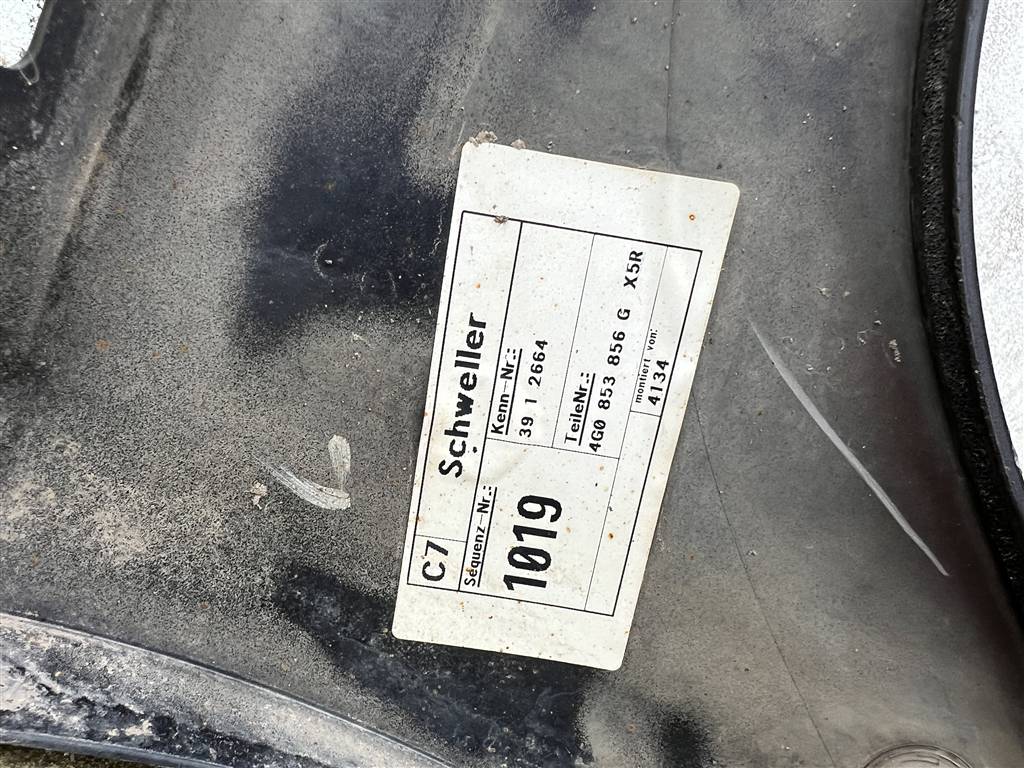 C7 Schweller
Sequenz-Nr.: Kenn-Nr.:
1019 39 1 2664
TeileNr.:
4G0 853 856 G X5R
montiert von:
4134